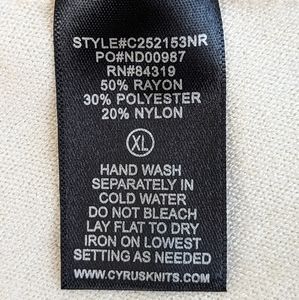 STYLE#C252153NR
PO#ND00987
RN#84319
50% RAYON
30% POLYESTER
20% NYLON
XL
HAND WASH
SEPARATELY IN
COLD WATER
DO NOT BLEACH
LAY FLAT TO DRY
IRON ON LOWEST
SETTING AS NEEDED
WWW.CYRUSKNITS.COM